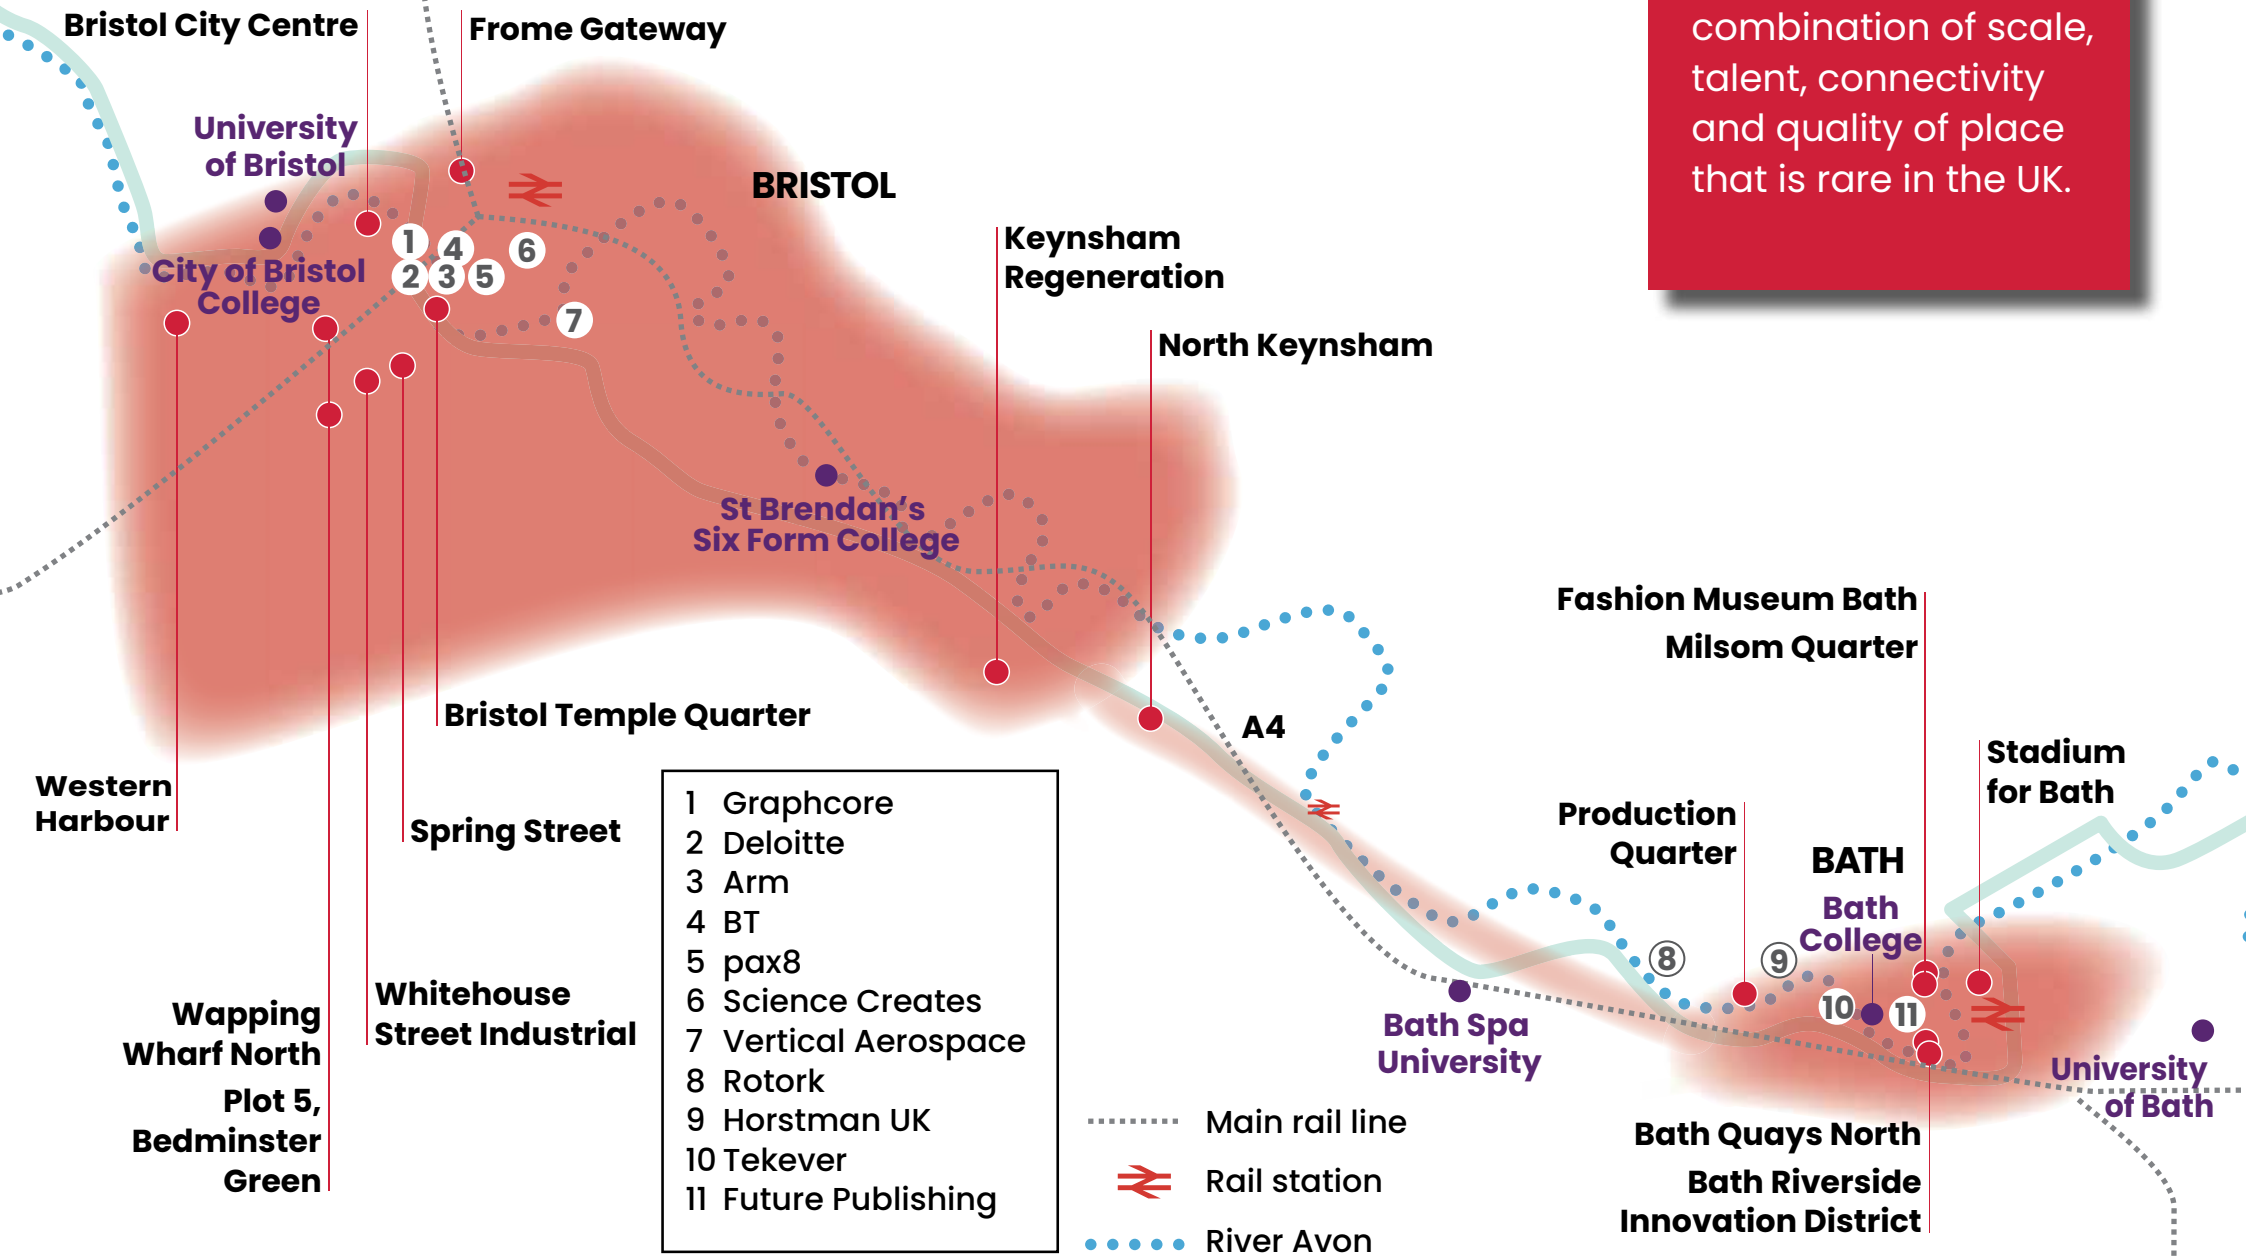 Bristol City Centre
Frome Gateway
combination of scale,
talent, connectivity
and quality of place
that is rare in the UK.
University
of Bristol
BRISTOL
City of Bristol
College
1
4
6
2
3
5
7
Keynsham
Regeneration
North Keynsham
St Brendan’s
Six Form College
Bristol Temple Quarter
A4
Western
Harbour
Spring Street
Whitehouse
Street Industrial
Wapping
Wharf North
Plot 5,
Bedminster
Green
1 Graphcore
2 Deloitte
3 Arm
4 BT
5 pax8
6 Science Creates
7 Vertical Aerospace
8 Rotork
9 Horstman UK
10 Tekever
11 Future Publishing
Main rail line
Rail station
River Avon
Fashion Museum Bath
Milsom Quarter
Stadium
for Bath
Production
Quarter
BATH
Bath
College
8
9
10
11
Bath Spa
University
University
of Bath
Bath Quays North
Bath Riverside
Innovation District